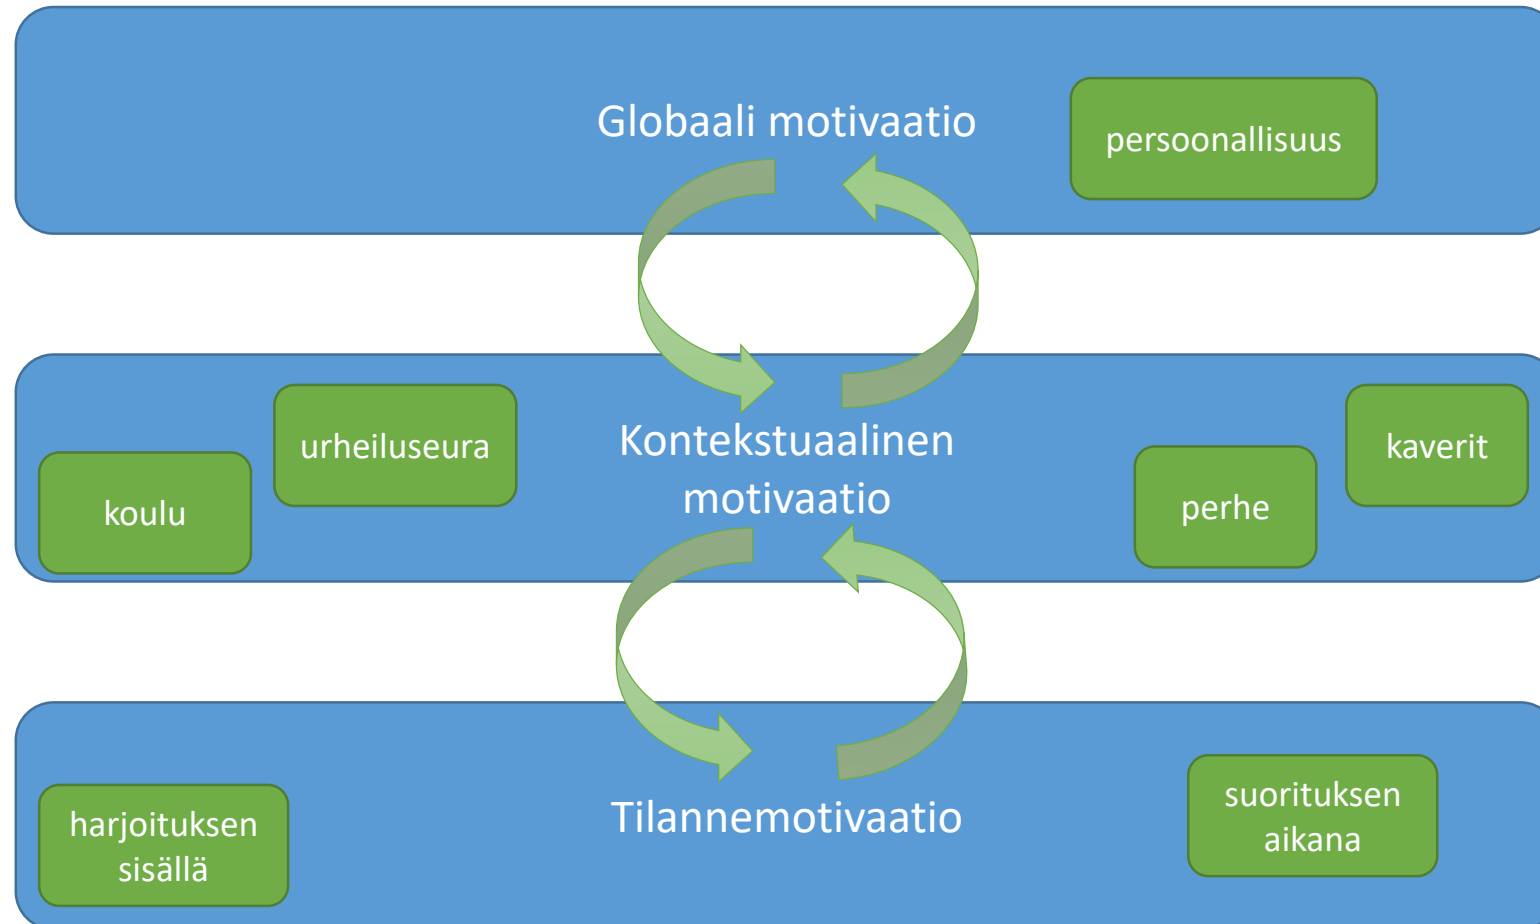 Globaali motivaatio
persoonallisuus
urheiluseura
koulu
Kontekstuaalinen
motivaatio
kaverit
perhe
harjoituksen
sisällä
Tilannemotivaatio
suorituksen
aikana